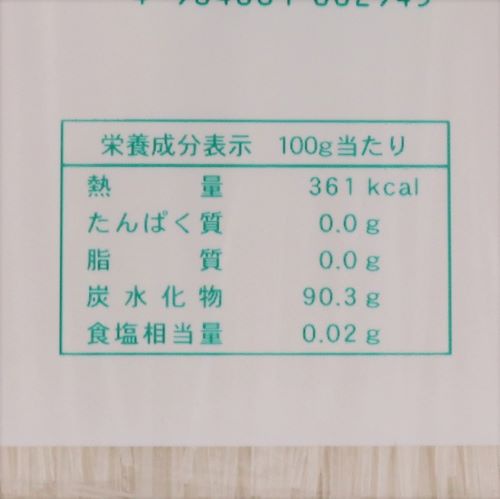 栄養成分表示 100g当たり
熱量 361 kcal
たんぱく質 0.0 g
脂質 0.0 g
炭水化物 90.3 g
食塩相当量 0.02 g